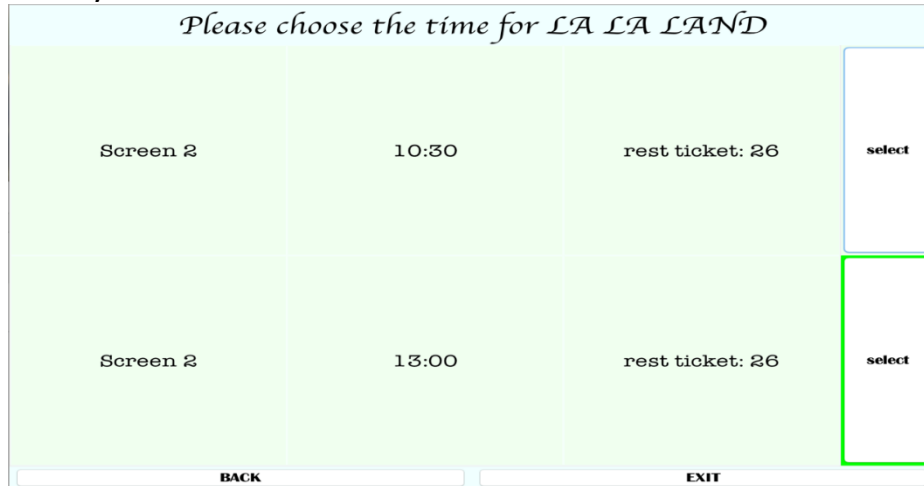 Please choose the time for LA LA LAND
Screen 2 10:30 rest ticket: 26 select
Screen 2 13:00 rest ticket: 26 select
BACK EXIT